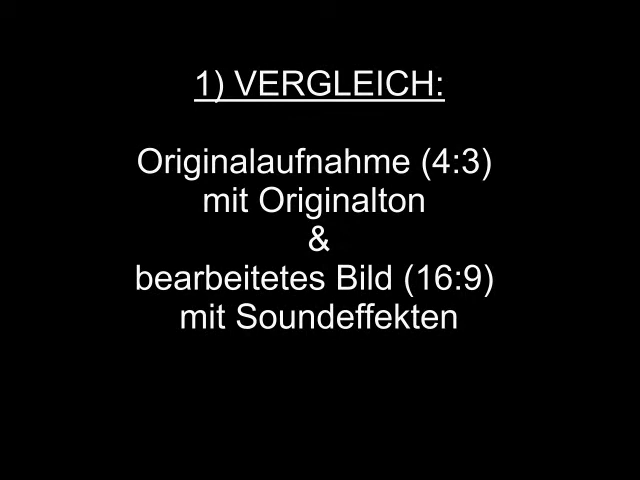 1) VERGLEICH:
Originalaufnahme (4:3)
mit Originalton
&
bearbeitetes Bild (16:9)
mit Soundeffekten